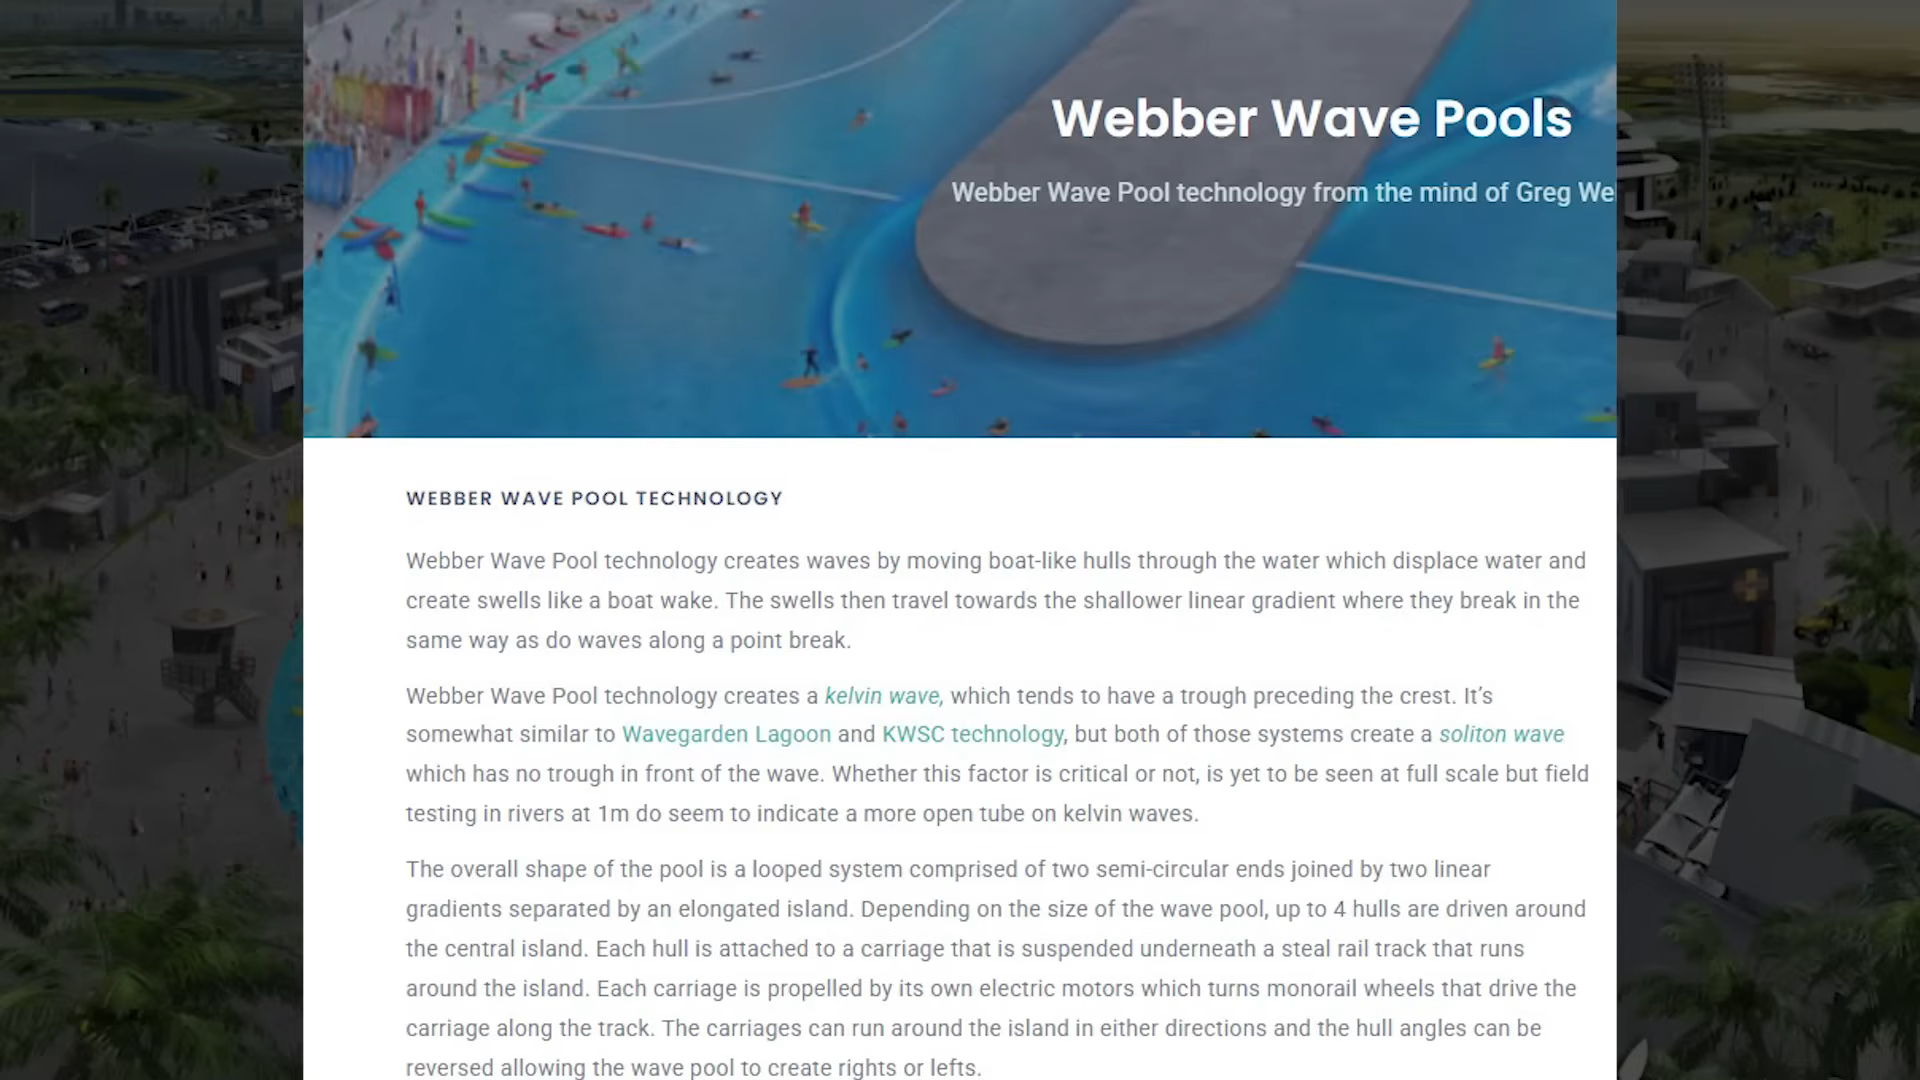 Webber Wave Pools
Webber Wave Pool technology from the mind of Greg We
WEBBER WAVE POOL TECHNOLOGY
Webber Wave Pool technology creates waves by moving boat-like hulls through the water which displace water and
create swells like a boat wake. The swells then travel towards the shallower linear gradient where they break in the
same way as do waves along a point break.
Webber Wave Pool technology creates a kelvin wave, which tends to have a trough preceding the crest. It’s
somewhat similar to Wavegarden Lagoon and KWSC technology, but both of those systems create a soliton wave
which has no trough in front of the wave. Whether this factor is critical or not, is yet to be seen at full scale but field
testing in rivers at 1m do seem to indicate a more open tube on kelvin waves.
The overall shape of the pool is a looped system comprised of two semi-circular ends joined by two linear
gradients separated by an elongated island. Depending on the size of the wave pool, up to 4 hulls are driven around
the central island. Each hull is attached to a carriage that is suspended underneath a steal rail track that runs
around the island. Each carriage is propelled by its own electric motors which turns monorail wheels that drive the
carriage along the track. The carriages can run around the island in either directions and the hull angles can be
reversed allowing the wave pool to create rights or lefts.